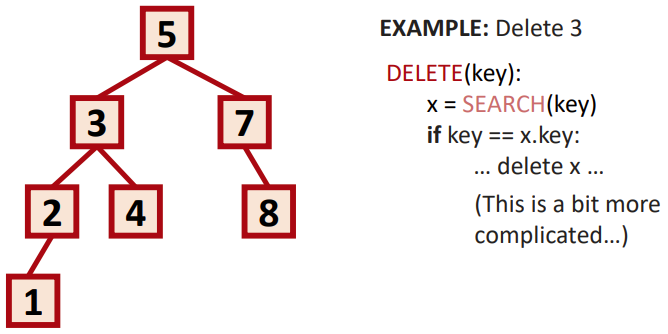 5
3 7
2 4 8
1
EXAMPLE: Delete 3
DELETE(key):
x = SEARCH(key)
if key == x.key:
... delete x ...
(This is a bit more
complicated...)